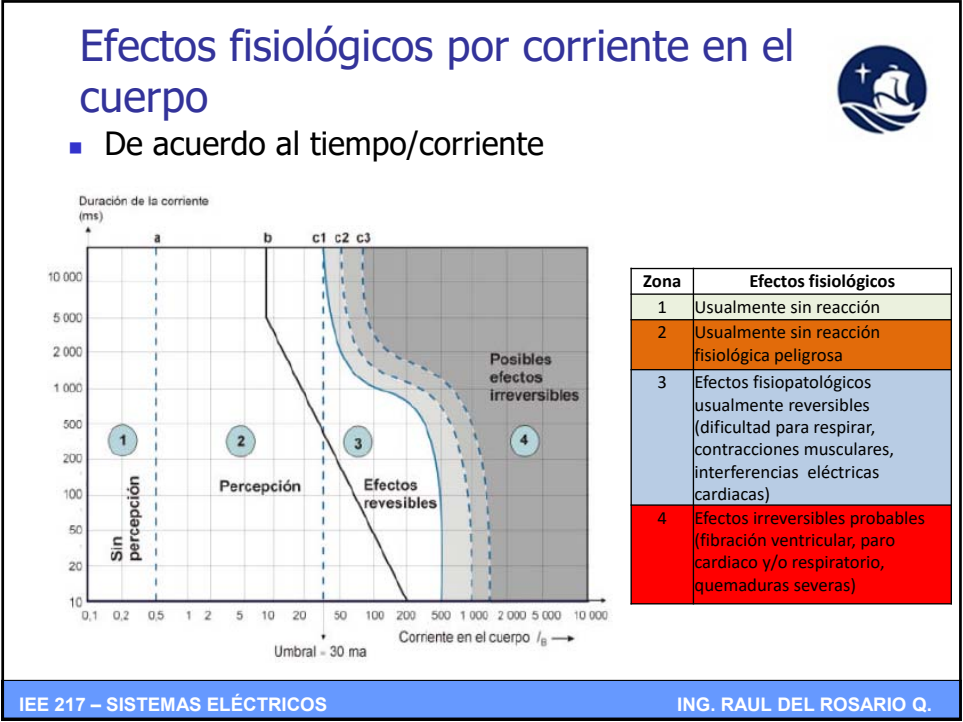 Efectos fisiológicos por corriente en el
cuerpo
De acuerdo al tiempo/corriente
Duración de la corriente
(ms)
a
b
c1
c2
c3
10 000
5 000
2 000
1 000
500
200
100
50
20
10
1
2
3
4
Sin
percepción
Percepción
Efectos
revesibles
Posibles
efectos
irreversibles
0,1
0,2
0,5
1
2
5
10
20
50
100
200
500
1 000
2 000
5 000
10 000
Umbral = 30 ma
Corriente en el cuerpo IB
Zona
Efectos fisiológicos
1
Usualmente sin reacción
2
Usualmente sin reacción
fisiológica peligrosa
3
Efectos fisiopatológicos
usualmente reversibles
(dificultad para respirar,
contracciones musculares,
interferencias eléctricas
cardiacas)
4
Efectos irreversibles probables
(fibración ventricular, paro
cardiaco y/o respiratorio,
quemaduras severas)
IEE 217 – SISTEMAS ELÉCTRICOS
ING. RAUL DEL ROSARIO Q.